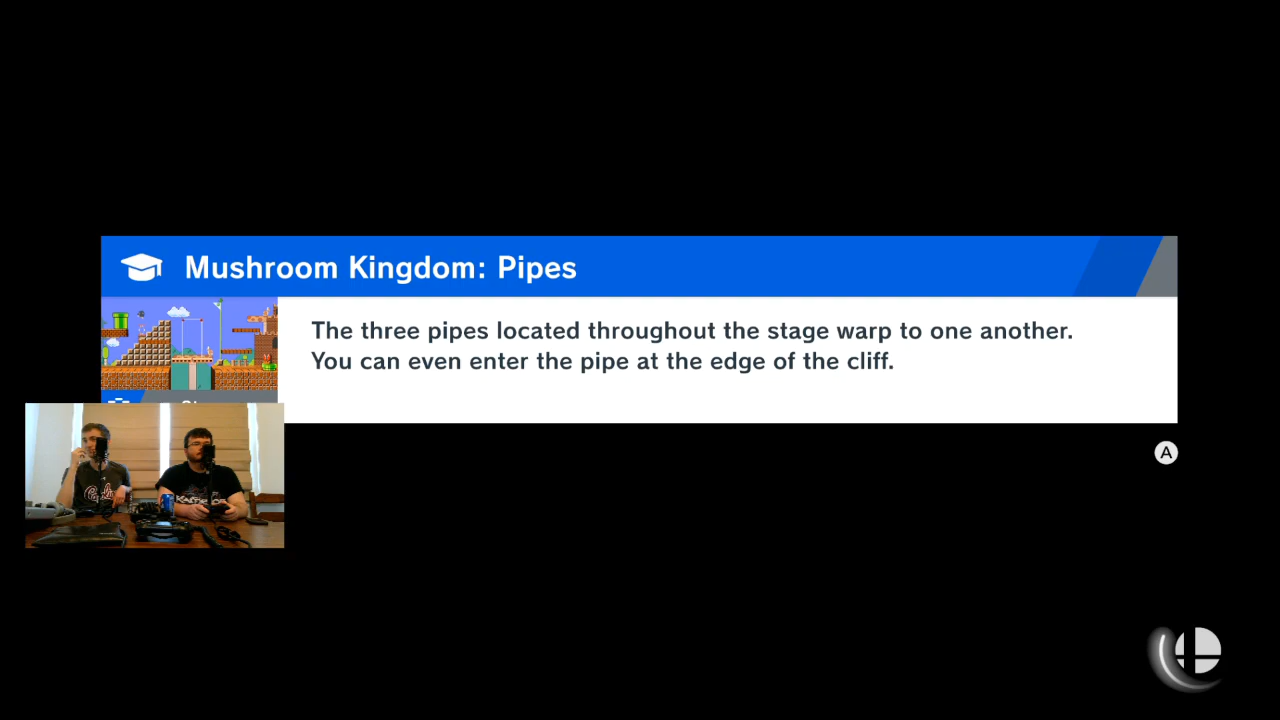 Mushroom Kingdom: Pipes
The three pipes located throughout the stage warp to one another.
You can even enter the pipe at the edge of the cliff.
A